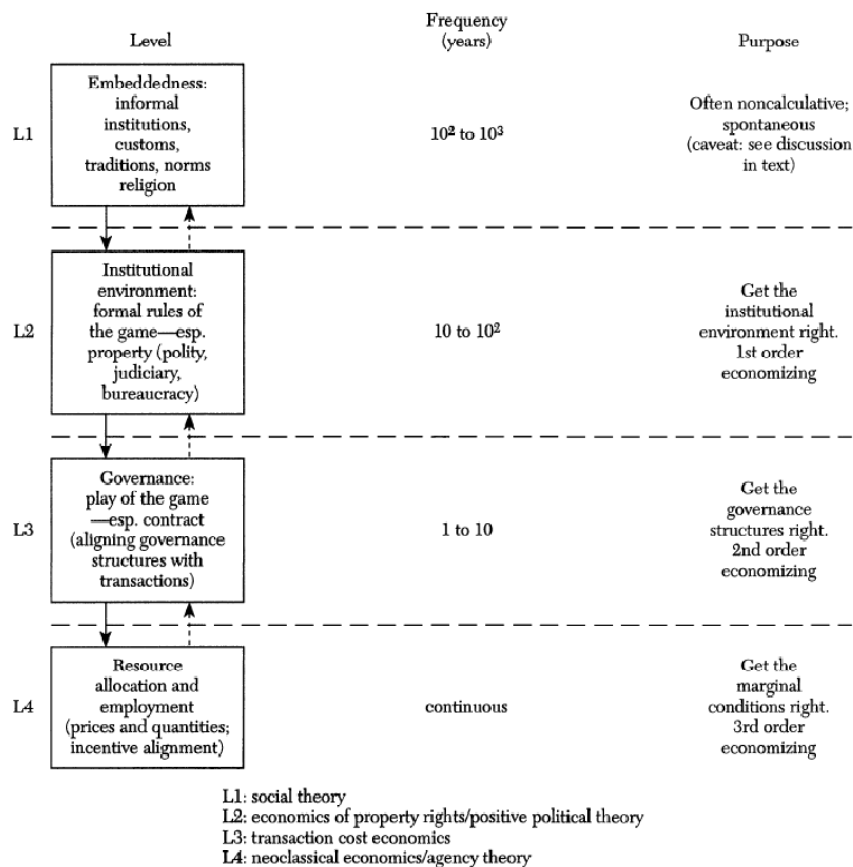 Level
Frequency
(years)
Purpose
L1
Embeddedness:
informal
institutions,
customs,
traditions, norms
religion
10² to 10³
Often noncalculative;
spontaneous
(caveat: see discussion
in text)
L2
Institutional
environment:
formal rules of
the game—esp.
property (polity,
judiciary,
bureaucracy)
10 to 10²
Get the
institutional
environment right.
1st order
economizing
L3
Governance:
play of the game
—esp. contract
(aligning governance
structures with
transactions)
1 to 10
Get the
governance
structures right.
2nd order
economizing
L4
Resource
allocation and
employment
(prices and quantities;
incentive alignment)
continuous
Get the
marginal
conditions right.
3rd order
economizing
L1: social theory
L2: economics of property rights/positive political theory
L3: transaction cost economics
L4: neoclassical economics/agency theory